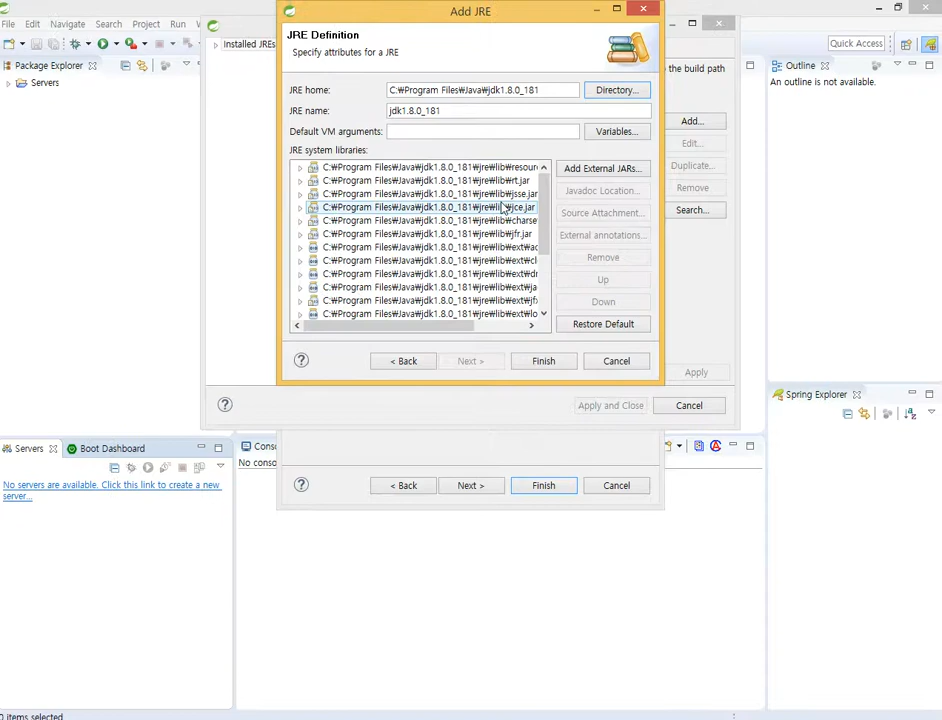 Add JRE
File Edit Navigate Search Project Run
Quick Access
JRE Definition
Specify attributes for a JRE
Installed JREs
Package Explorer
Servers
Outline
An outline is not available.
the build path
JRE home: C:₩Program Files₩Java₩jdk1.8.0_181 Directory...
JRE name: jdk1.8.0_181
Default VM arguments: Variables...
JRE system libraries:
C:₩Program Files₩Java₩jdk1.8.0_181₩jre₩lib₩resour
C:₩Program Files₩Java₩jdk1.8.0_181₩jre₩lib₩rt.jar
C:₩Program Files₩Java₩jdk1.8.0_181₩jre₩lib₩jsse.jar
C:₩Program Files₩Java₩jdk1.8.0_181₩jre₩lib₩jce.jar
C:₩Program Files₩Java₩jdk1.8.0_181₩jre₩lib₩charse
C:₩Program Files₩Java₩jdk1.8.0_181₩jre₩lib₩jfr.jar
C:₩Program Files₩Java₩jdk1.8.0_181₩jre₩lib₩ext₩ac
C:₩Program Files₩Java₩jdk1.8.0_181₩jre₩lib₩ext₩cl
C:₩Program Files₩Java₩jdk1.8.0_181₩jre₩lib₩ext₩dn
C:₩Program Files₩Java₩jdk1.8.0_181₩jre₩lib₩ext₩ja
C:₩Program Files₩Java₩jdk1.8.0_181₩jre₩lib₩ext₩jf
C:₩Program Files₩Java₩jdk1.8.0_181₩jre₩lib₩ext₩lo
Add External JARs...
Javadoc Location...
Source Attachment...
External annotations...
Remove
Up
Down
Restore Default
Add...
Edit...
Duplicate...
Remove
Search...
< Back Next > Finish Cancel
Apply
Apply and Close Cancel
Spring Explorer
Servers Boot Dashboard
No servers are available. Click this link to create a new
server...
Conso
No conso
< Back Next > Finish Cancel
0 items selected